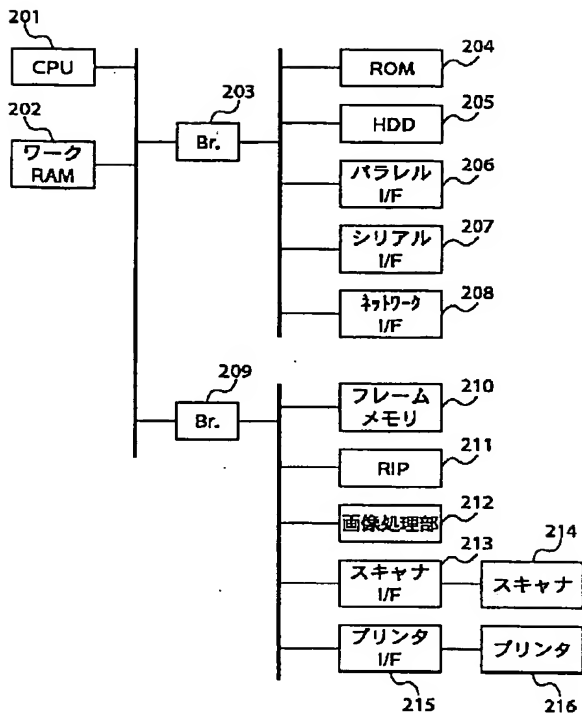 201
CPU
202
ワーク
RAM
203
Br.
204
ROM
205
HDD
206
パラレル
I/F
207
シリアル
I/F
208
ネットワーク
I/F
209
Br.
210
フレーム
メモリ
211
RIP
212
画像処理部
213
スキャナ
I/F
214
スキャナ
プリンタ
I/F
215
プリンタ
216